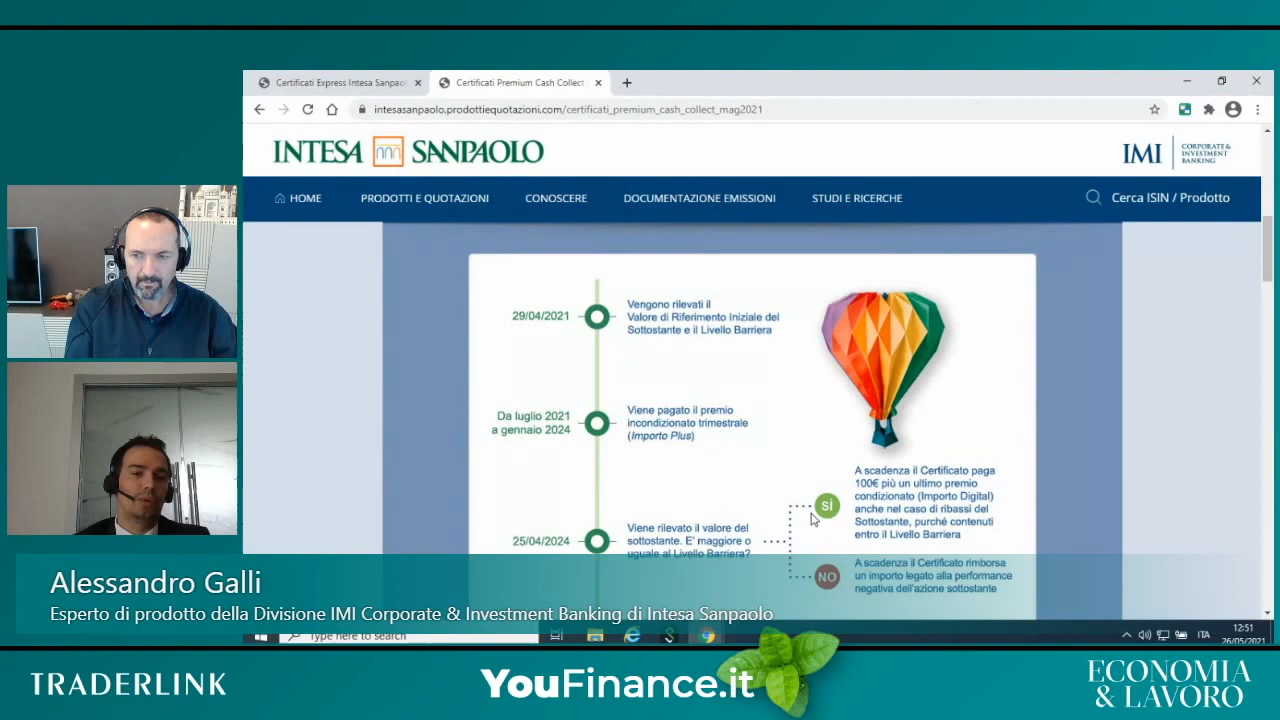 Certificati Express Intesa Sanpaol
Certificati Premium Cash Collect
intesasanpaolo.prodottiequotazioni.com/certificati_premium_cash_collect_mag2021
INTESA SANPAOLO
IMI CORPORATE &
INVESTMENT
BANKING
HOME PRODOTTI E QUOTAZIONI CONOSCERE DOCUMENTAZIONE EMISSIONI STUDI E RICERCHE Cerca ISIN / Prodotto
29/04/2021
Vengono rilevati il
Valore di Riferimento Iniziale del
Sottostante e il Livello Barriera
Da luglio 2021
a gennaio 2024
Viene pagato il premio
incondizionato trimestrale
(Importo Plus)
25/04/2024
Viene rilevato il valore del
sottostante. E' maggiore o
uguale al Livello Barriera?
SÌ
A scadenza il Certificato paga
100€ più un ultimo premio
condizionato (Importo Digital)
anche nel caso di ribassi del
Sottostante, purché contenuti
entro il Livello Barriera
NO
A scadenza il Certificato rimborsa
un importo legato alla performance
negativa dell'azione sottostante
Alessandro Galli
Esperto di prodotto della Divisione IMI Corporate & Investment Banking di Intesa Sanpaolo
Type here to search
ITA
12:51
26/05/2021
TRADERLINK
YouFinance.it
ECONOMIA
& LAVORO